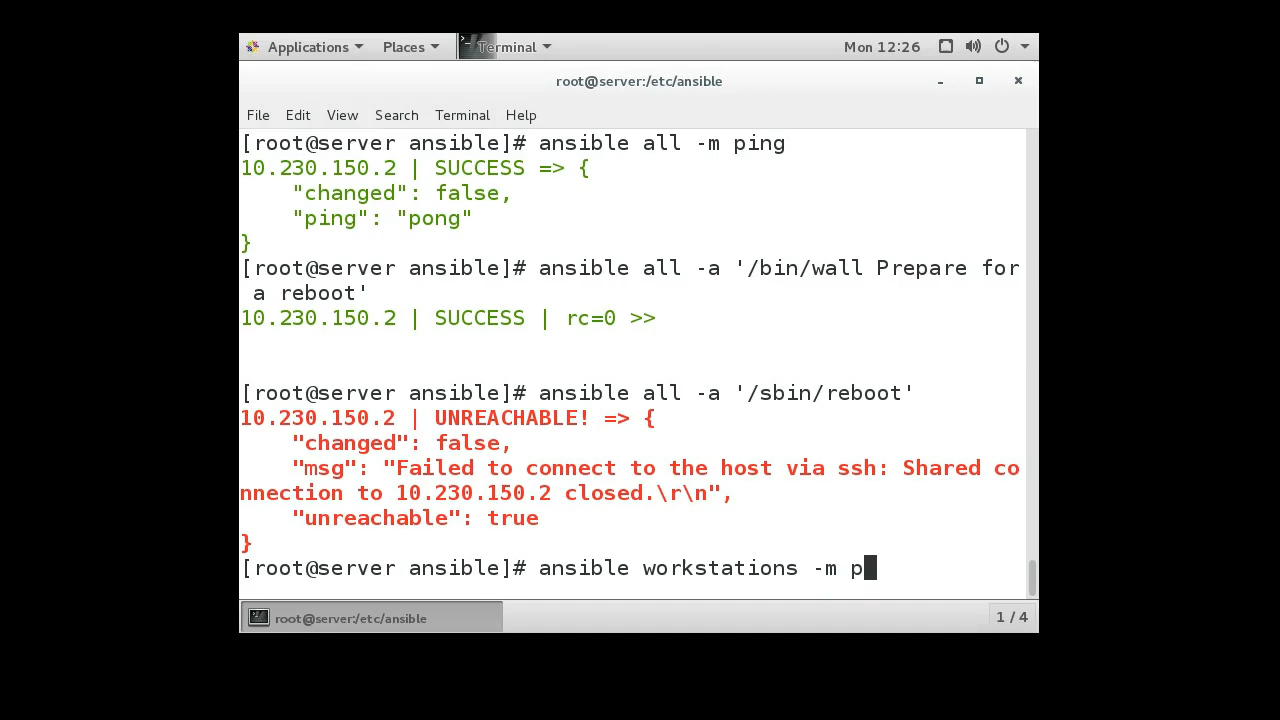 Applications Places Terminal Mon 12:26
root@server:/etc/ansible
File Edit View Search Terminal Help
[root@server ansible]# ansible all -m ping
10.230.150.2 | SUCCESS => {
    "changed": false,
    "ping": "pong"
}
[root@server ansible]# ansible all -a '/bin/wall Prepare for
 a reboot'
10.230.150.2 | SUCCESS | rc=0 >>
[root@server ansible]# ansible all -a '/sbin/reboot'
10.230.150.2 | UNREACHABLE! => {
    "changed": false,
    "msg": "Failed to connect to the host via ssh: Shared co
nnection to 10.230.150.2 closed.\r\n",
    "unreachable": true
}
[root@server ansible]# ansible workstations -m p
root@server:/etc/ansible 1 / 4